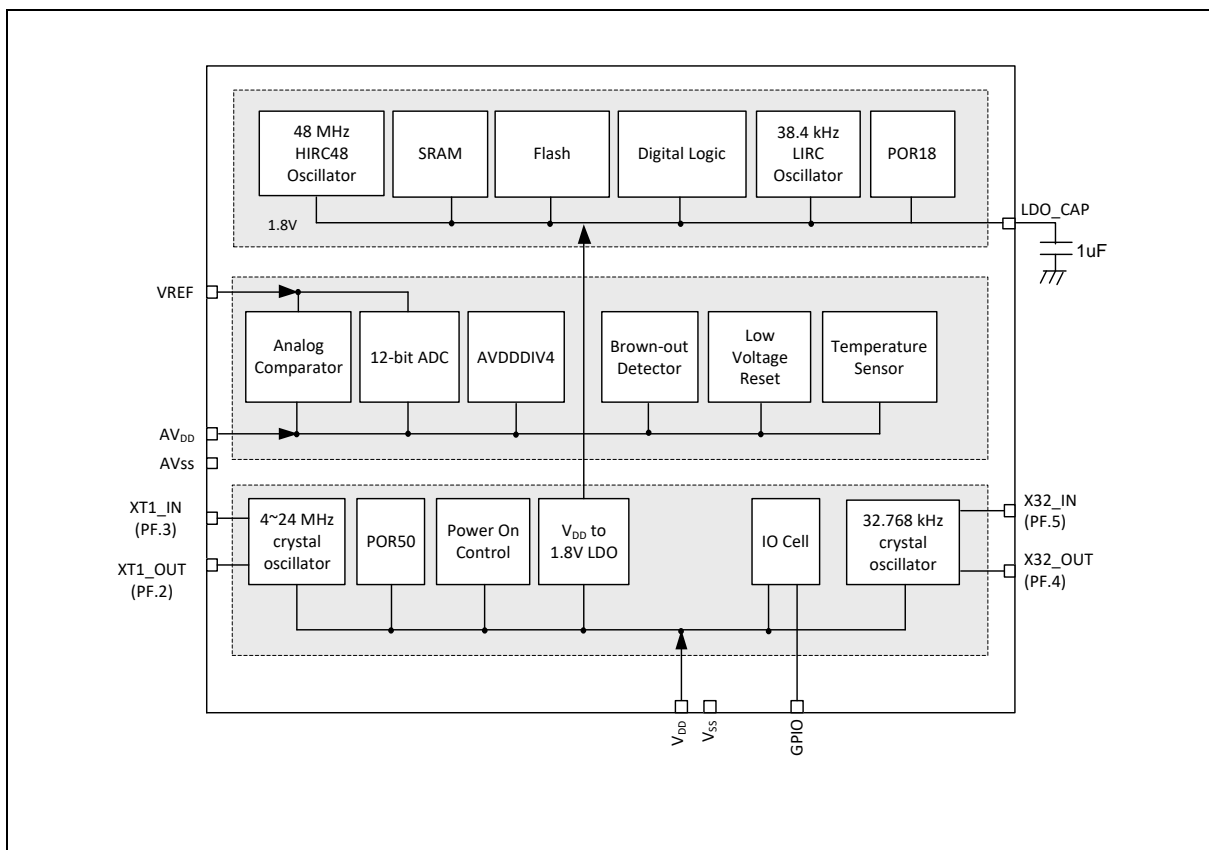 48 MHz
HIRC48
Oscillator
SRAM
Flash
Digital Logic
38.4 kHz
LIRC
Oscillator
POR18
1.8V
LDO_CAP
1uF
VREF
Analog
Comparator
12-bit ADC
AVDDDIV4
Brown-out
Detector
Low
Voltage
Reset
Temperature
Sensor
AVDD
AVss
XT1_IN
(PF.3)
XT1_OUT
(PF.2)
4~24 MHz
crystal
oscillator
POR50
Power On
Control
VDD to
1.8V LDO
IO Cell
32.768 kHz
crystal
oscillator
X32_IN
(PF.5)
X32_OUT
(PF.4)
VDD
VSS
GPIO